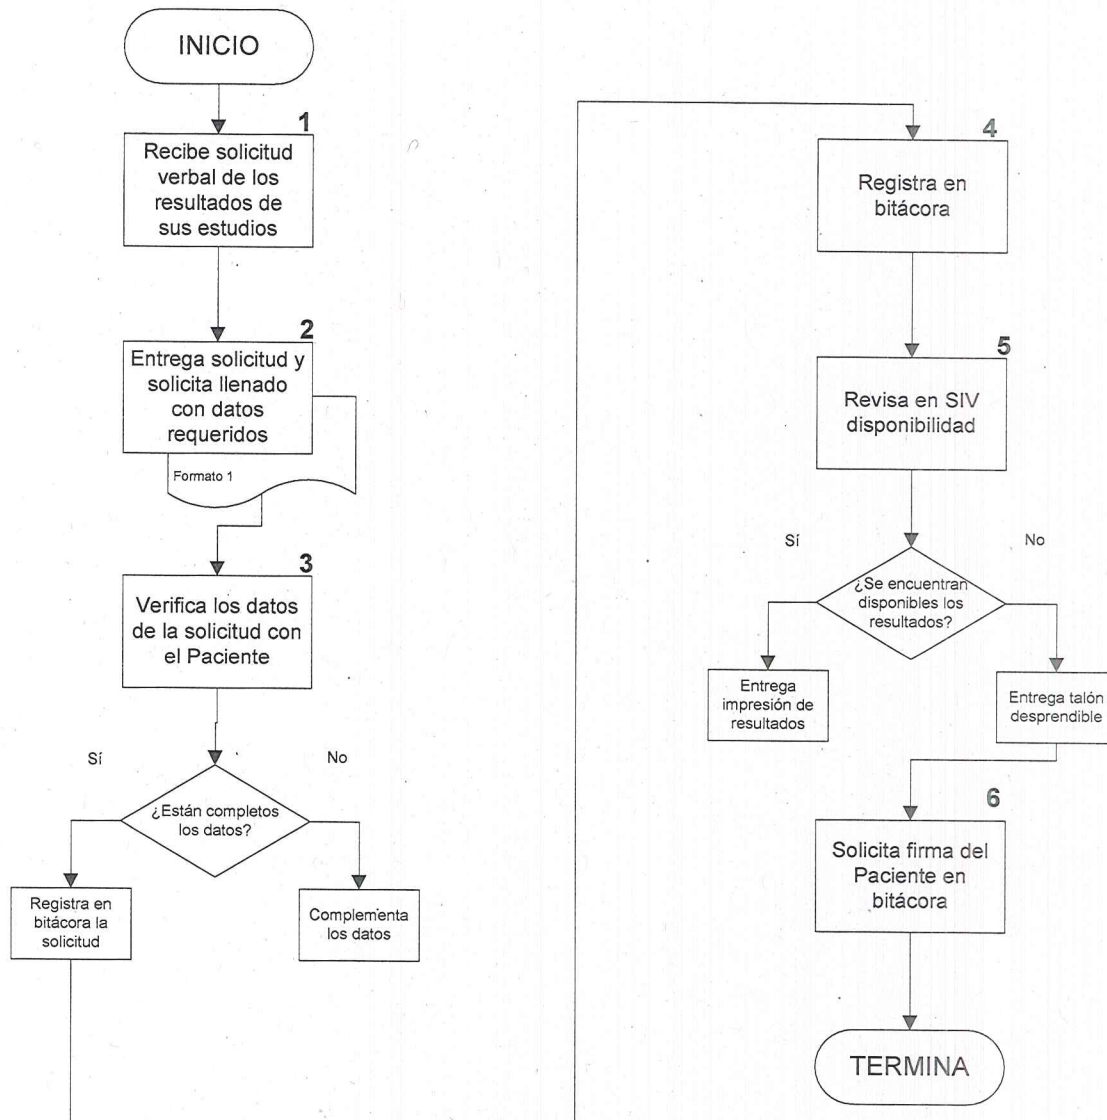 INICIO
1
Recibe solicitud
verbal de los
resultados de
sus estudios
2
Entrega solicitud y
solicita llenado
con datos
requeridos
Formato 1
3
Verifica los datos
de la solicitud con
el Paciente
Sí
No
¿Están completos
los datos?
Registra en
bitácora la
solicitud
Complementa
los datos
4
Registra en
bitácora
5
Revisa en SIV
disponibilidad
Sí
No
¿Se encuentran
disponibles los
resultados?
Entrega
impresión de
resultados
Entrega talón
desprendible
6
Solicita firma del
Paciente en
bitácora
TERMINA